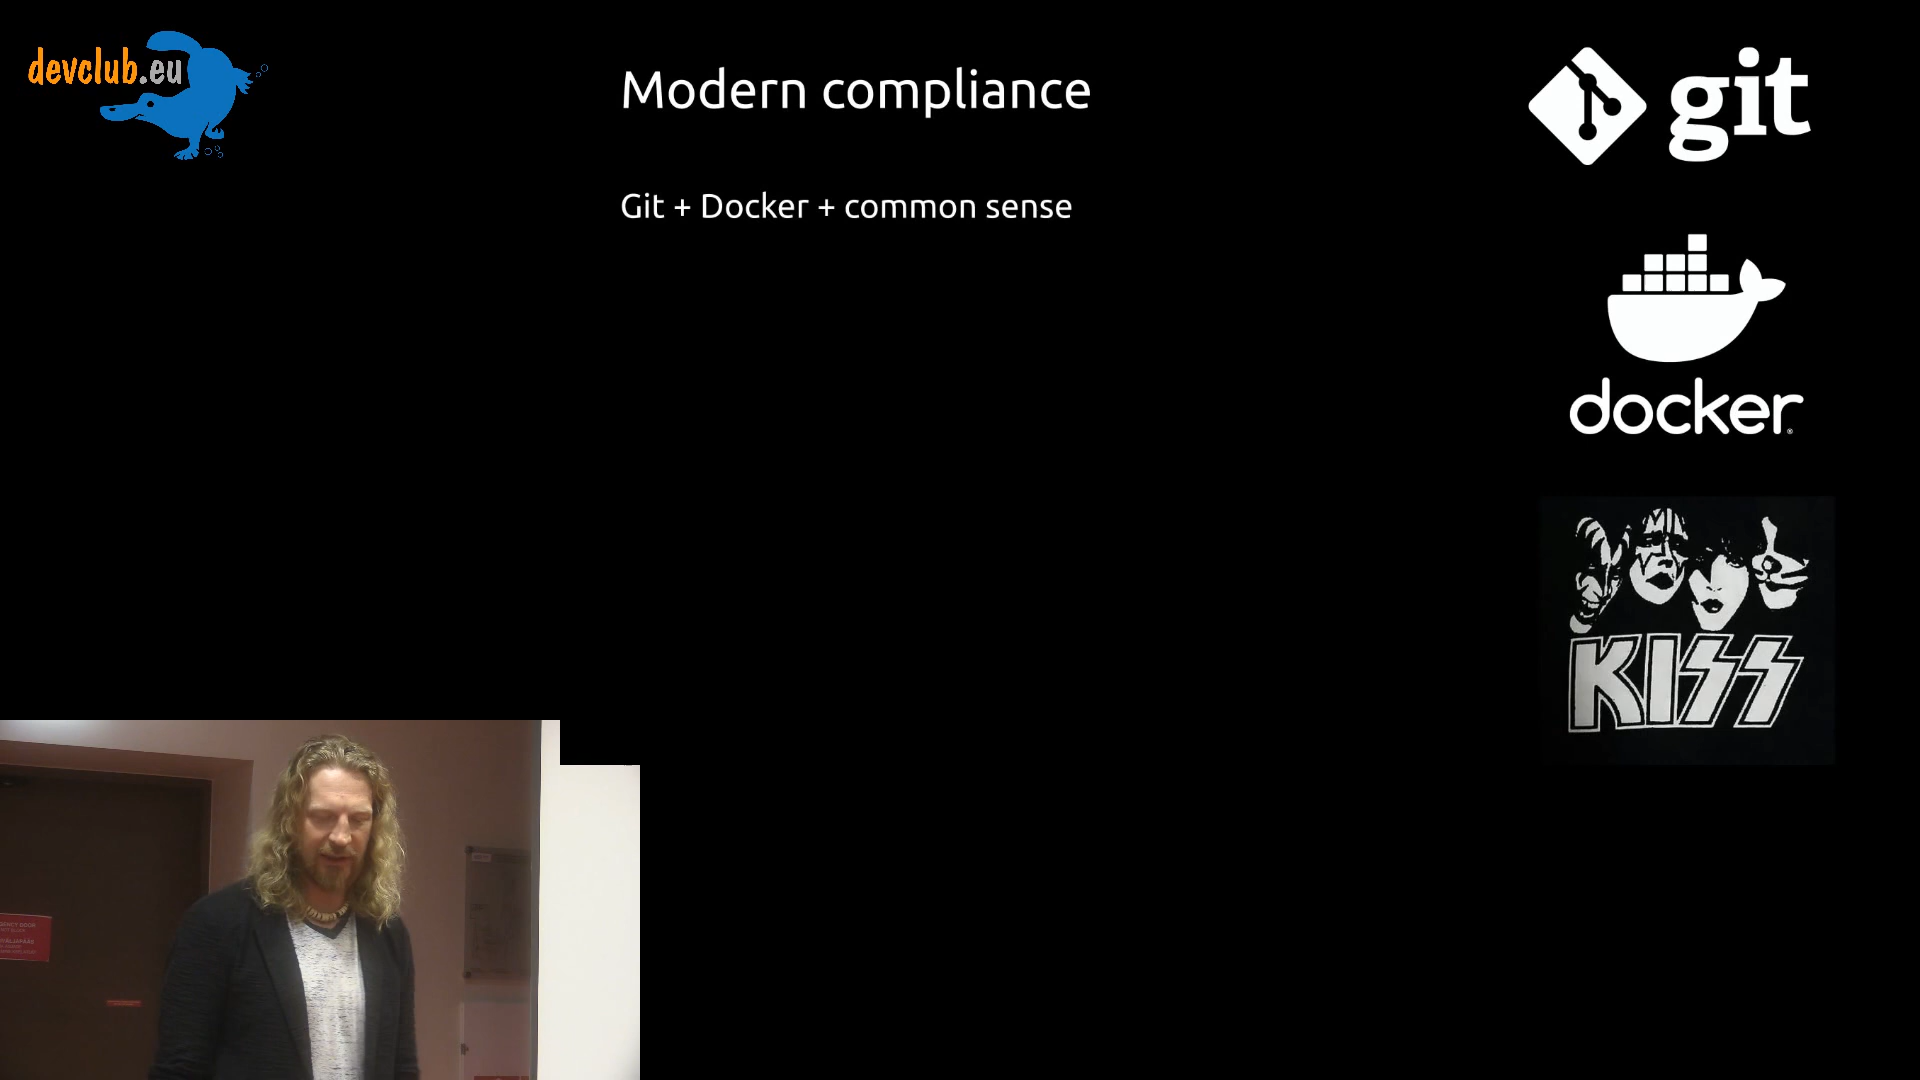 devclub.eu
Modern compliance
git
Git + Docker + common sense
docker
KISS